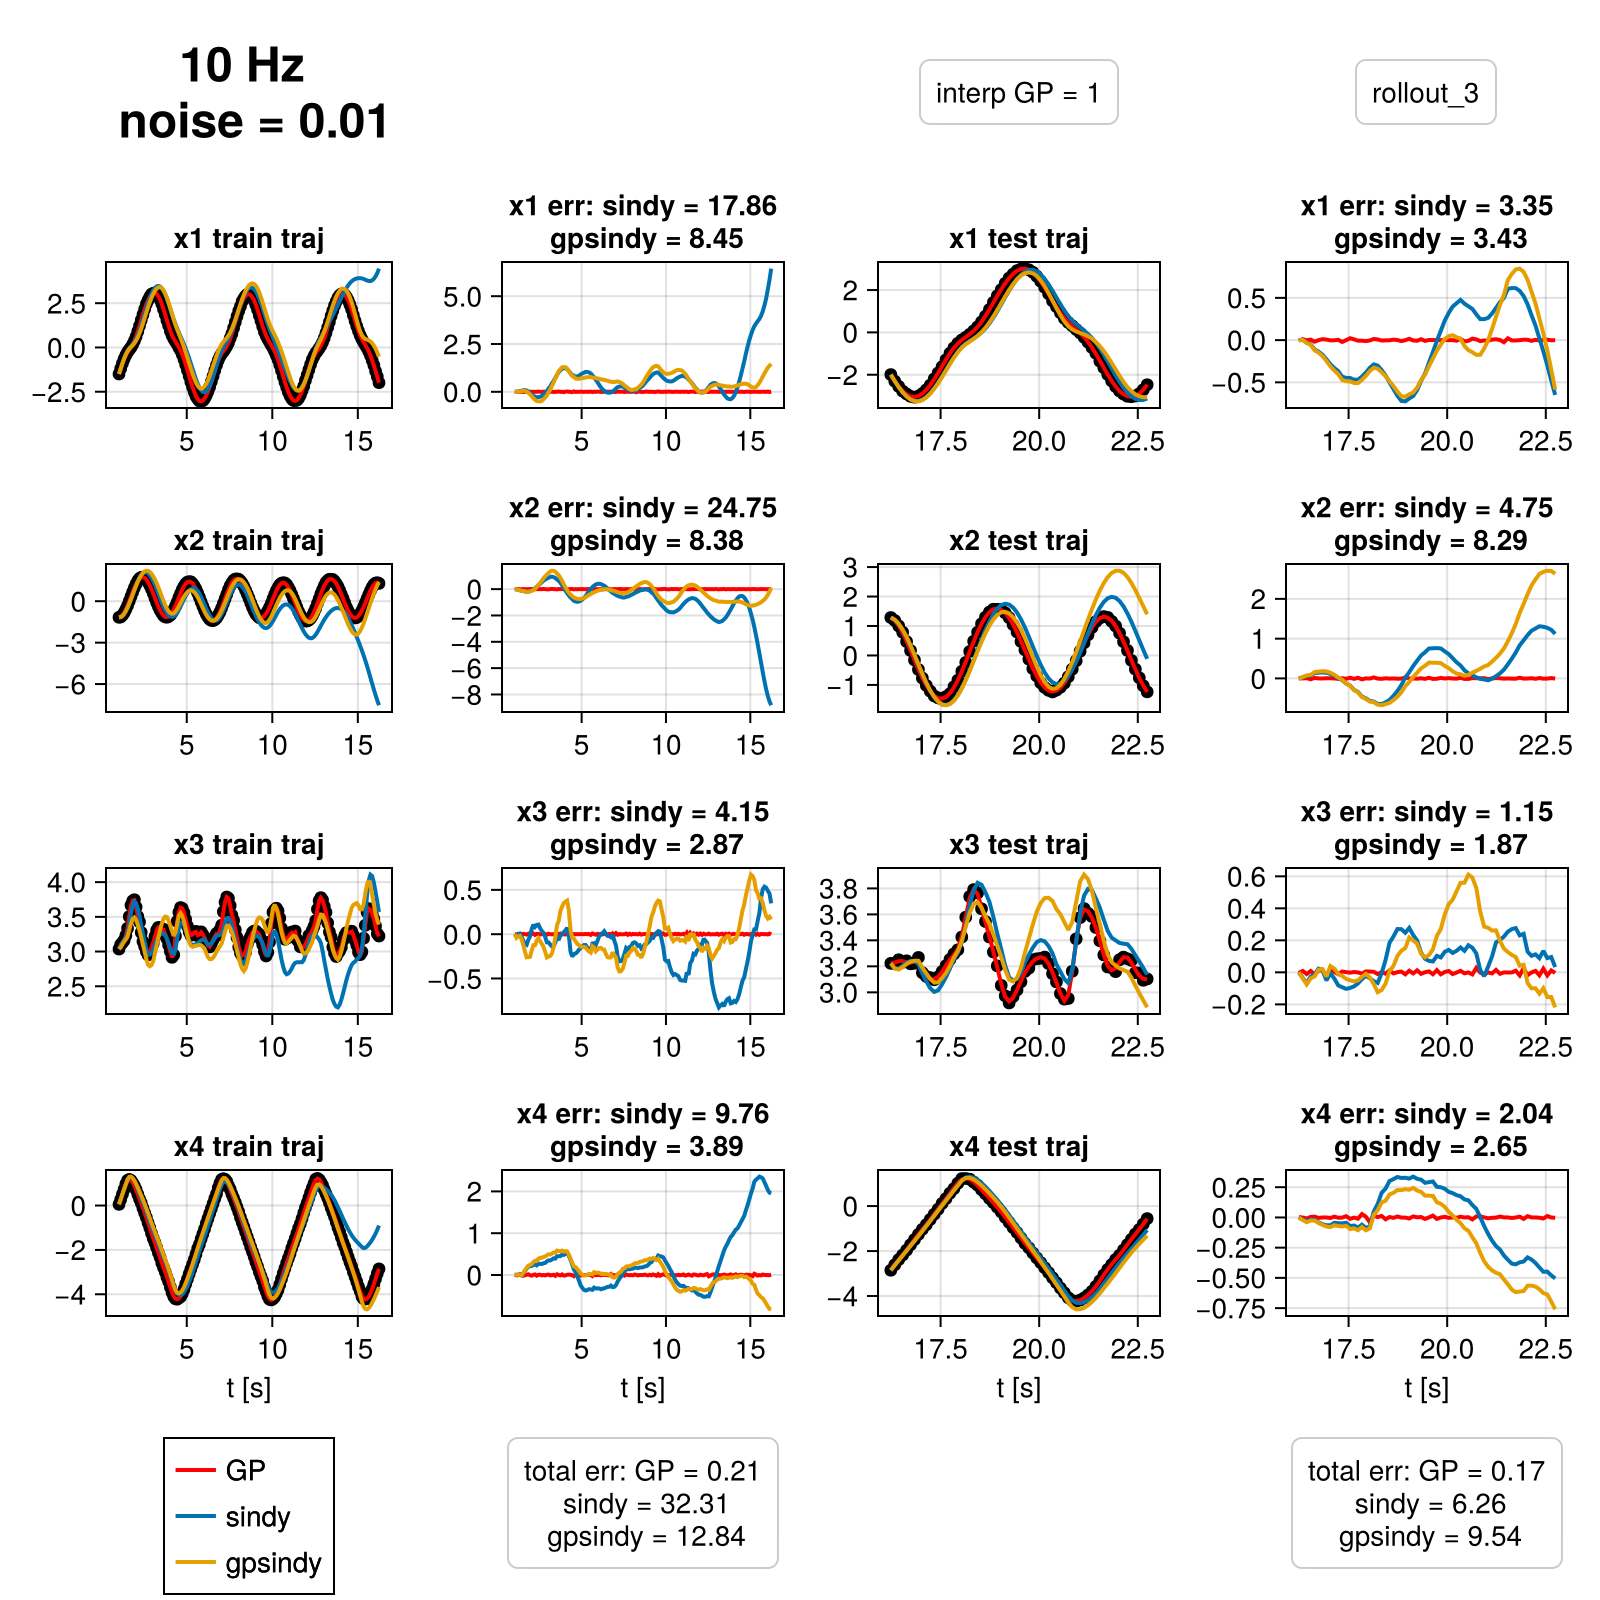 10 Hz
noise = 0.01
interp GP = 1
rollout_3
x1 train traj
2.5
0.0
−2.5
5
10
15
x1 err: sindy = 17.86
gpsindy = 8.45
5.0
2.5
0.0
5
10
15
x1 test traj
2
0
−2
17.5
20.0
22.5
x1 err: sindy = 3.35
gpsindy = 3.43
0.5
0.0
−0.5
17.5
20.0
22.5
x2 train traj
0
−3
−6
5
10
15
x2 err: sindy = 24.75
gpsindy = 8.38
0
−2
−4
−6
−8
5
10
15
x2 test traj
3
2
1
0
−1
17.5
20.0
22.5
x2 err: sindy = 4.75
gpsindy = 8.29
2
1
0
17.5
20.0
22.5
x3 train traj
4.0
3.5
3.0
2.5
5
10
15
x3 err: sindy = 4.15
gpsindy = 2.87
0.5
0.0
−0.5
5
10
15
x3 test traj
3.8
3.6
3.4
3.2
3.0
17.5
20.0
22.5
x3 err: sindy = 1.15
gpsindy = 1.87
0.6
0.4
0.2
0.0
−0.2
17.5
20.0
22.5
x4 train traj
0
−2
−4
5
10
15
t [s]
x4 err: sindy = 9.76
gpsindy = 3.89
2
1
0
5
10
15
t [s]
x4 test traj
0
−2
−4
17.5
20.0
22.5
t [s]
x4 err: sindy = 2.04
gpsindy = 2.65
0.25
0.00
−0.25
−0.50
−0.75
17.5
20.0
22.5
t [s]
GP
sindy
gpsindy
total err: GP = 0.21
sindy = 32.31
gpsindy = 12.84
total err: GP = 0.17
sindy = 6.26
gpsindy = 9.54